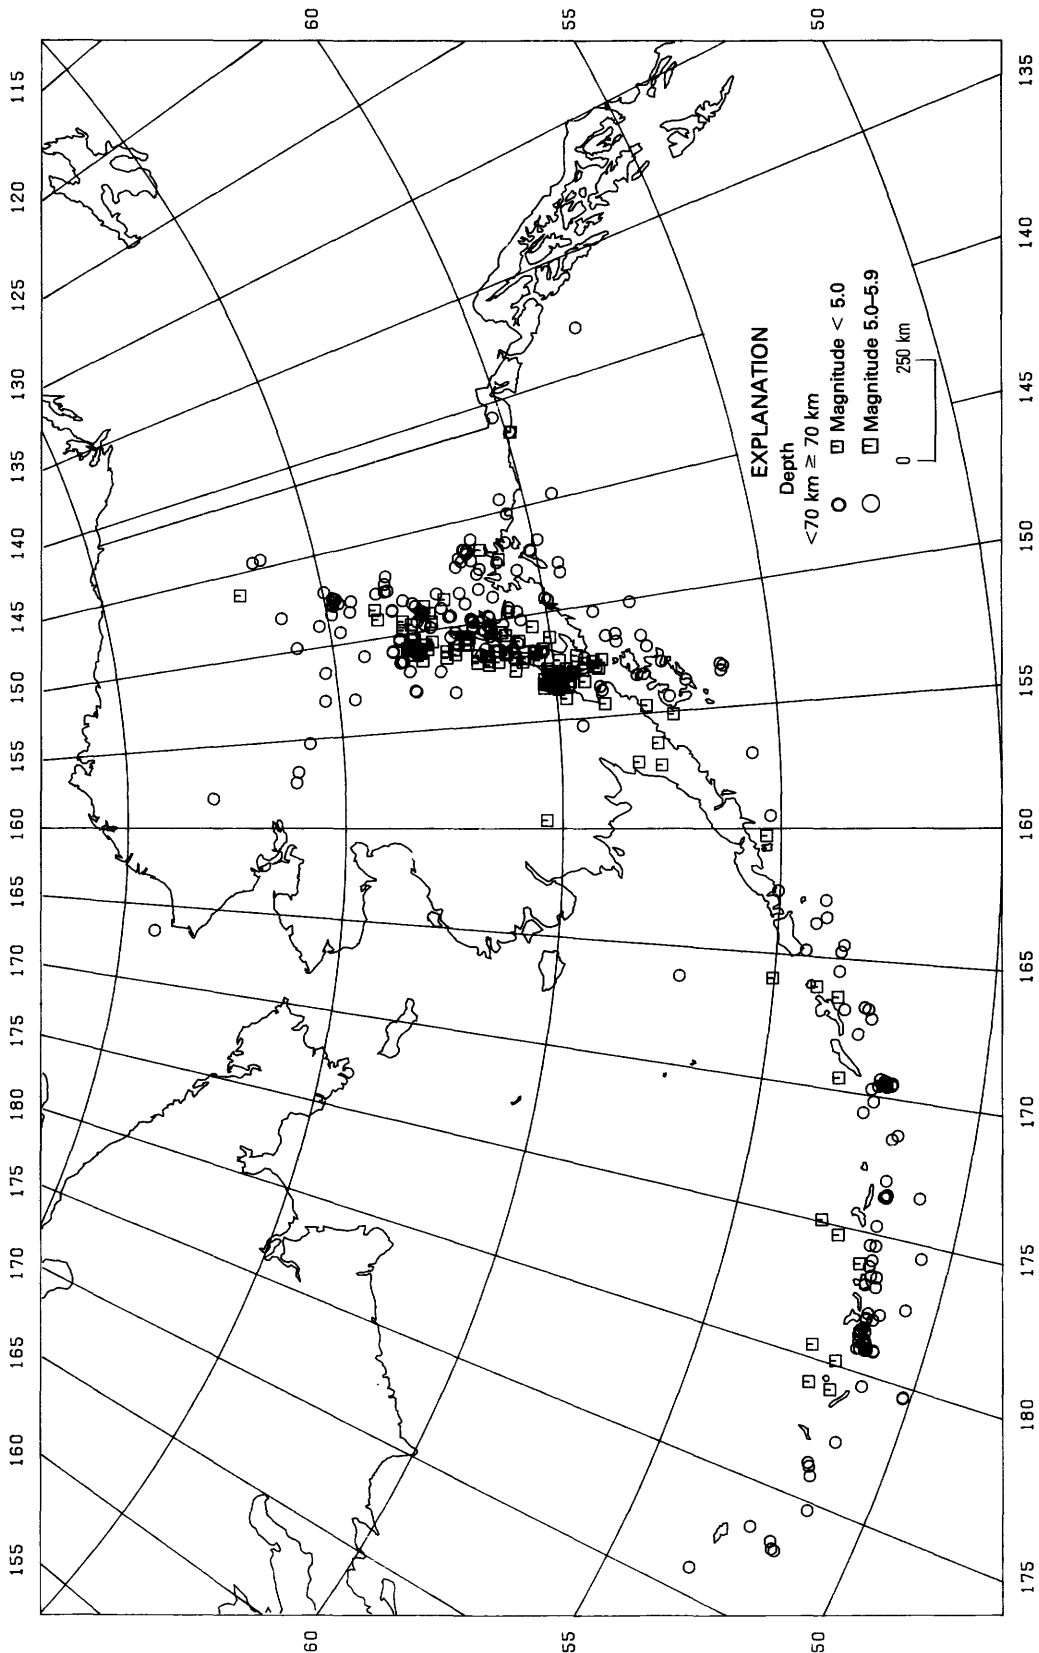 155 160 165 170 175 180 175 170 165 160 155 150 145 140 135 130 125 120 115
60 60
55 55
50 50
EXPLANATION
Depth
<70 km ≥ 70 km
Magnitude < 5.0
Magnitude 5.0–5.9
0 250 km
175 180 175 170 165 160 155 150 145 140 135